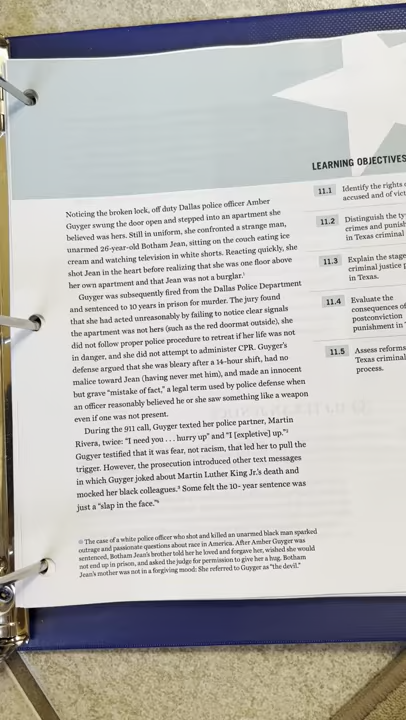 Noticing the broken lock, off duty Dallas police officer Amber
Guyger swung the door open and stepped into an apartment she
believed was hers. Still in uniform, she confronted a strange man,
unarmed 26-year-old Botham Jean, sitting on the couch eating ice
cream and watching television in white shorts. Reacting quickly, she
shot Jean in the heart before realizing that she was one floor above
her own apartment and that Jean was not a burglar.¹
Guyger was subsequently fired from the Dallas Police Department
and sentenced to 10 years in prison for murder. The jury found
that she had acted unreasonably by failing to notice clear signals
the apartment was not hers (such as the red doormat outside), she
did not follow proper police procedure to retreat if her life was not
in danger, and she did not attempt to administer CPR. Guyger's
defense argued that she was bleary after a 14-hour shift, had no
malice toward Jean (having never met him), and made an innocent
but grave "mistake of fact," a legal term used by police defense when
an officer reasonably believed he or she saw something like a weapon
even if one was not present.
During the 911 call, Guyger texted her police partner, Martin
Rivera, twice: "I need you . . . hurry up" and "I [expletive] up."²
Gugyer testified that it was fear, not racism, that led her to pull the
trigger. However, the prosecution introduced other text messages
in which Guyger joked about Martin Luther King Jr.'s death and
mocked her black colleagues.³ Some felt the 10- year sentence was
just a "slap in the face."⁴
The case of a white police officer who shot and killed an unarmed black man sparked
outrage and passionate questions about race in America. After Amber Guyger was
sentenced, Botham Jean's brother told her he loved and forgave her, wished she would
not end up in prison, and asked the judge for permission to give her a hug. Botham
Jean's mother was not in a forgiving mood: She referred to Guyger as "the devil."
LEARNING OBJECTIVES
11.1 Identify the rights
accused and of vict
11.2 Distinguish the ty
crimes and punish
in Texas criminal
11.3 Explain the stage
criminal justice p
in Texas.
11.4 Evaluate the
consequences of
postconviction
punishment in
11.5 Assess reforms
Texas criminal
process.